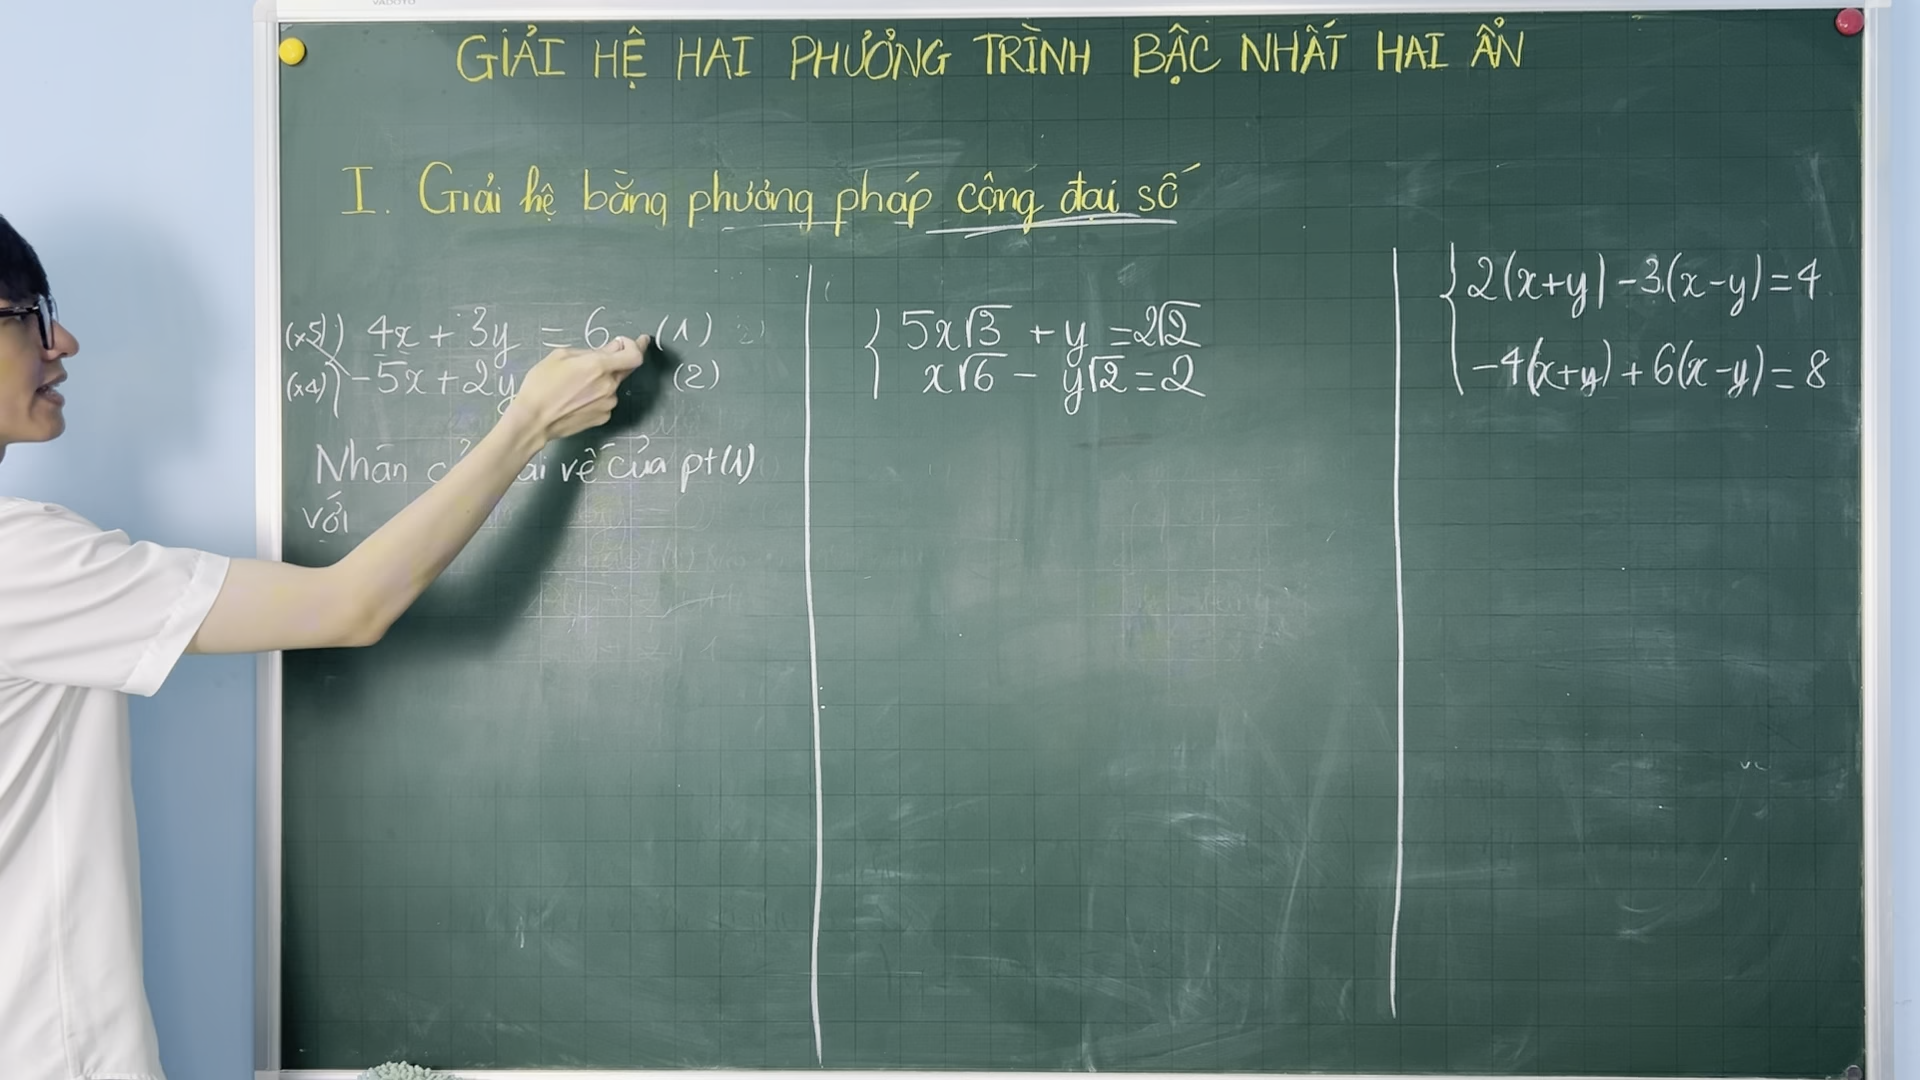 GIẢI HỆ HAI PHƯƠNG TRÌNH BẬC NHẤT HAI ẨN
I. Giải hệ bằng phương pháp cộng đại số
(x5) 4x + 3y = 6 (1)
(x4) -5x + 2y (2)
Nhân vế của pt(1)
với
5x√3 + y = 2√2
x√6 - y√2 = 2
2(x+y) - 3(x-y) = 4
-4(x+y) + 6(x-y) = 8